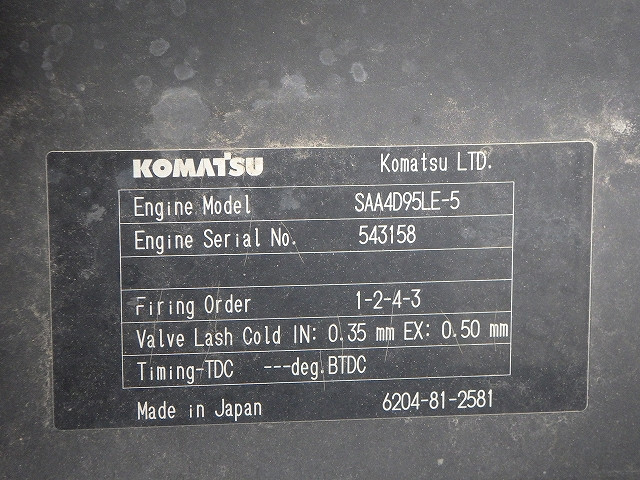 KOMATSU Komatsu LTD.
Engine Model SAA4D95LE-5
Engine Serial No. 543158
Firing Order 1-2-4-3
Valve Lash Cold IN: 0.35 mm EX: 0.50 mm
Timing-TDC ---deg.BTDC
Made in Japan 6204-81-2581